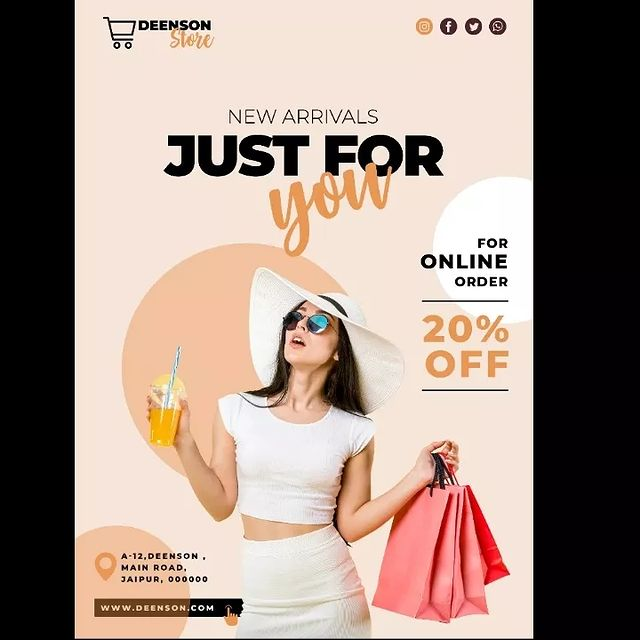 DEENSON
Store
NEW ARRIVALS
JUST FOR
you
FOR
ONLINE
ORDER
20%
OFF
A-12,DEENSON ,
MAIN ROAD,
JAIPUR, 000000
WWW.DEENSON.COM